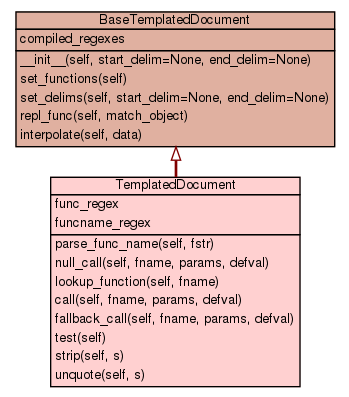 BaseTemplatedDocument
compiled_regexes
__init__(self, start_delim=None, end_delim=None)
set_functions(self)
set_delims(self, start_delim=None, end_delim=None)
repl_func(self, match_object)
interpolate(self, data)
TemplatedDocument
func_regex
funcname_regex
parse_func_name(self, fstr)
null_call(self, fname, params, defval)
lookup_function(self, fname)
call(self, fname, params, defval)
fallback_call(self, fname, params, defval)
test(self)
strip(self, s)
unquote(self, s)